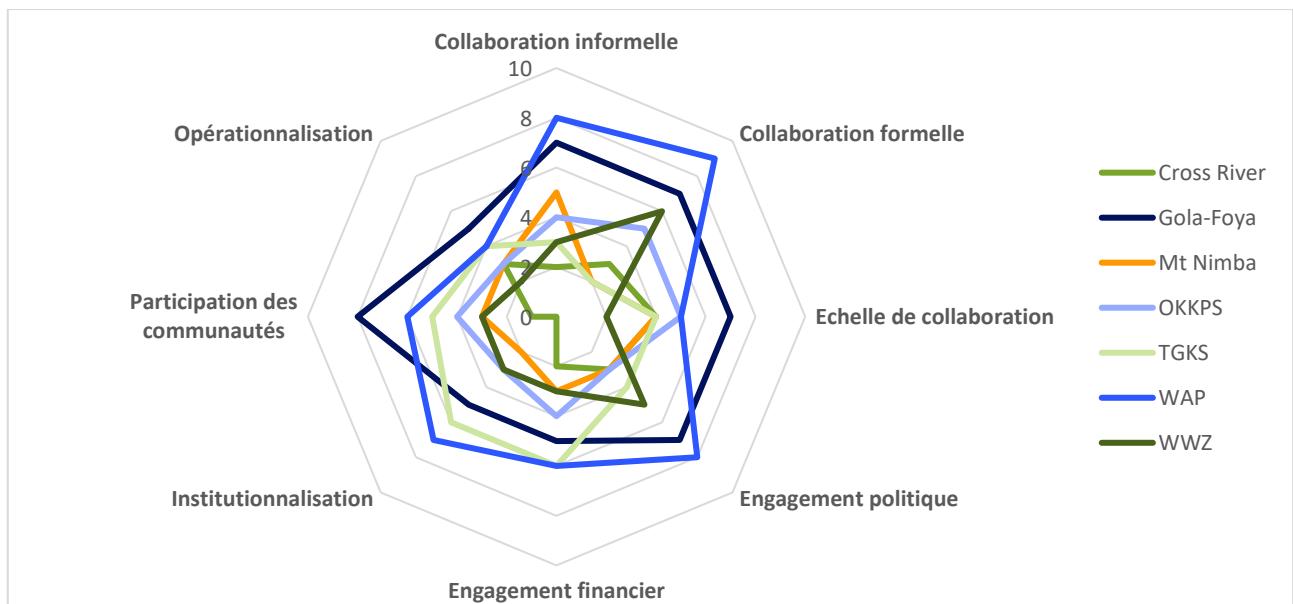 Collaboration informelle
10
Opérationnalisation
Collaboration formelle
8
6
4
2
0
Participation des
communautés
Echelle de collaboration
Institutionnalisation
Engagement politique
Engagement financier
Cross River
Gola-Foya
Mt Nimba
OKKPS
TGKS
WAP
WWZ